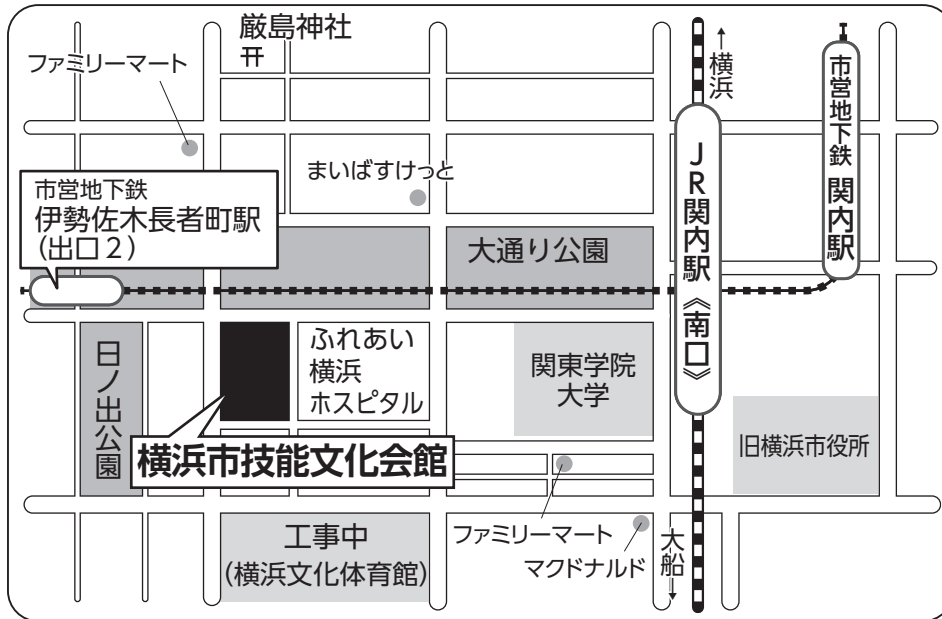 厳島神社
ファミリーマート
←横浜
市営地下鉄 関内駅
まいばすけっと
JR関内駅《南口》
市営地下鉄
伊勢佐木長者町駅
(出口2)
大通り公園
日ノ出公園
ふれあい
横浜
ホスピタル
関東学院
大学
横浜市技能文化会館
旧横浜市役所
工事中
(横浜文化体育館)
ファミリーマート
マクドナルド
大船→